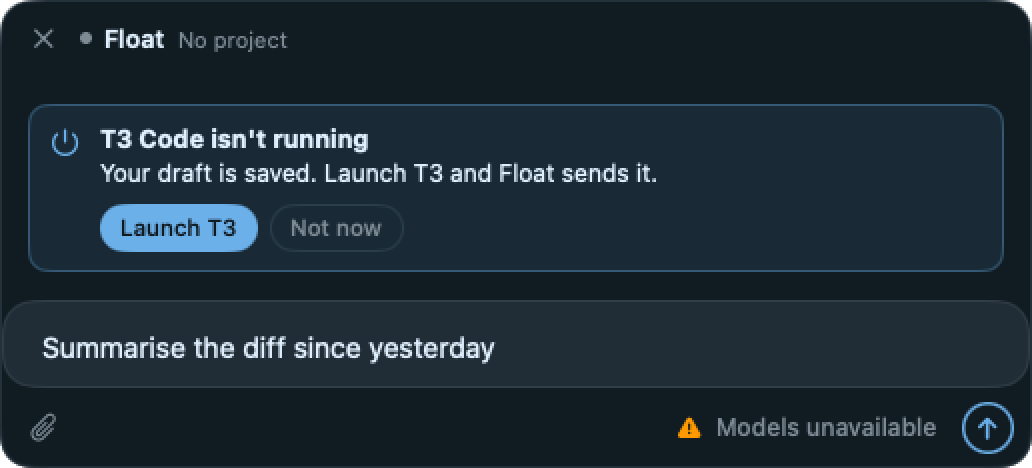 Float No project
T3 Code isn't running
Your draft is saved. Launch T3 and Float sends it.
Launch T3 Not now
Summarise the diff since yesterday
Models unavailable